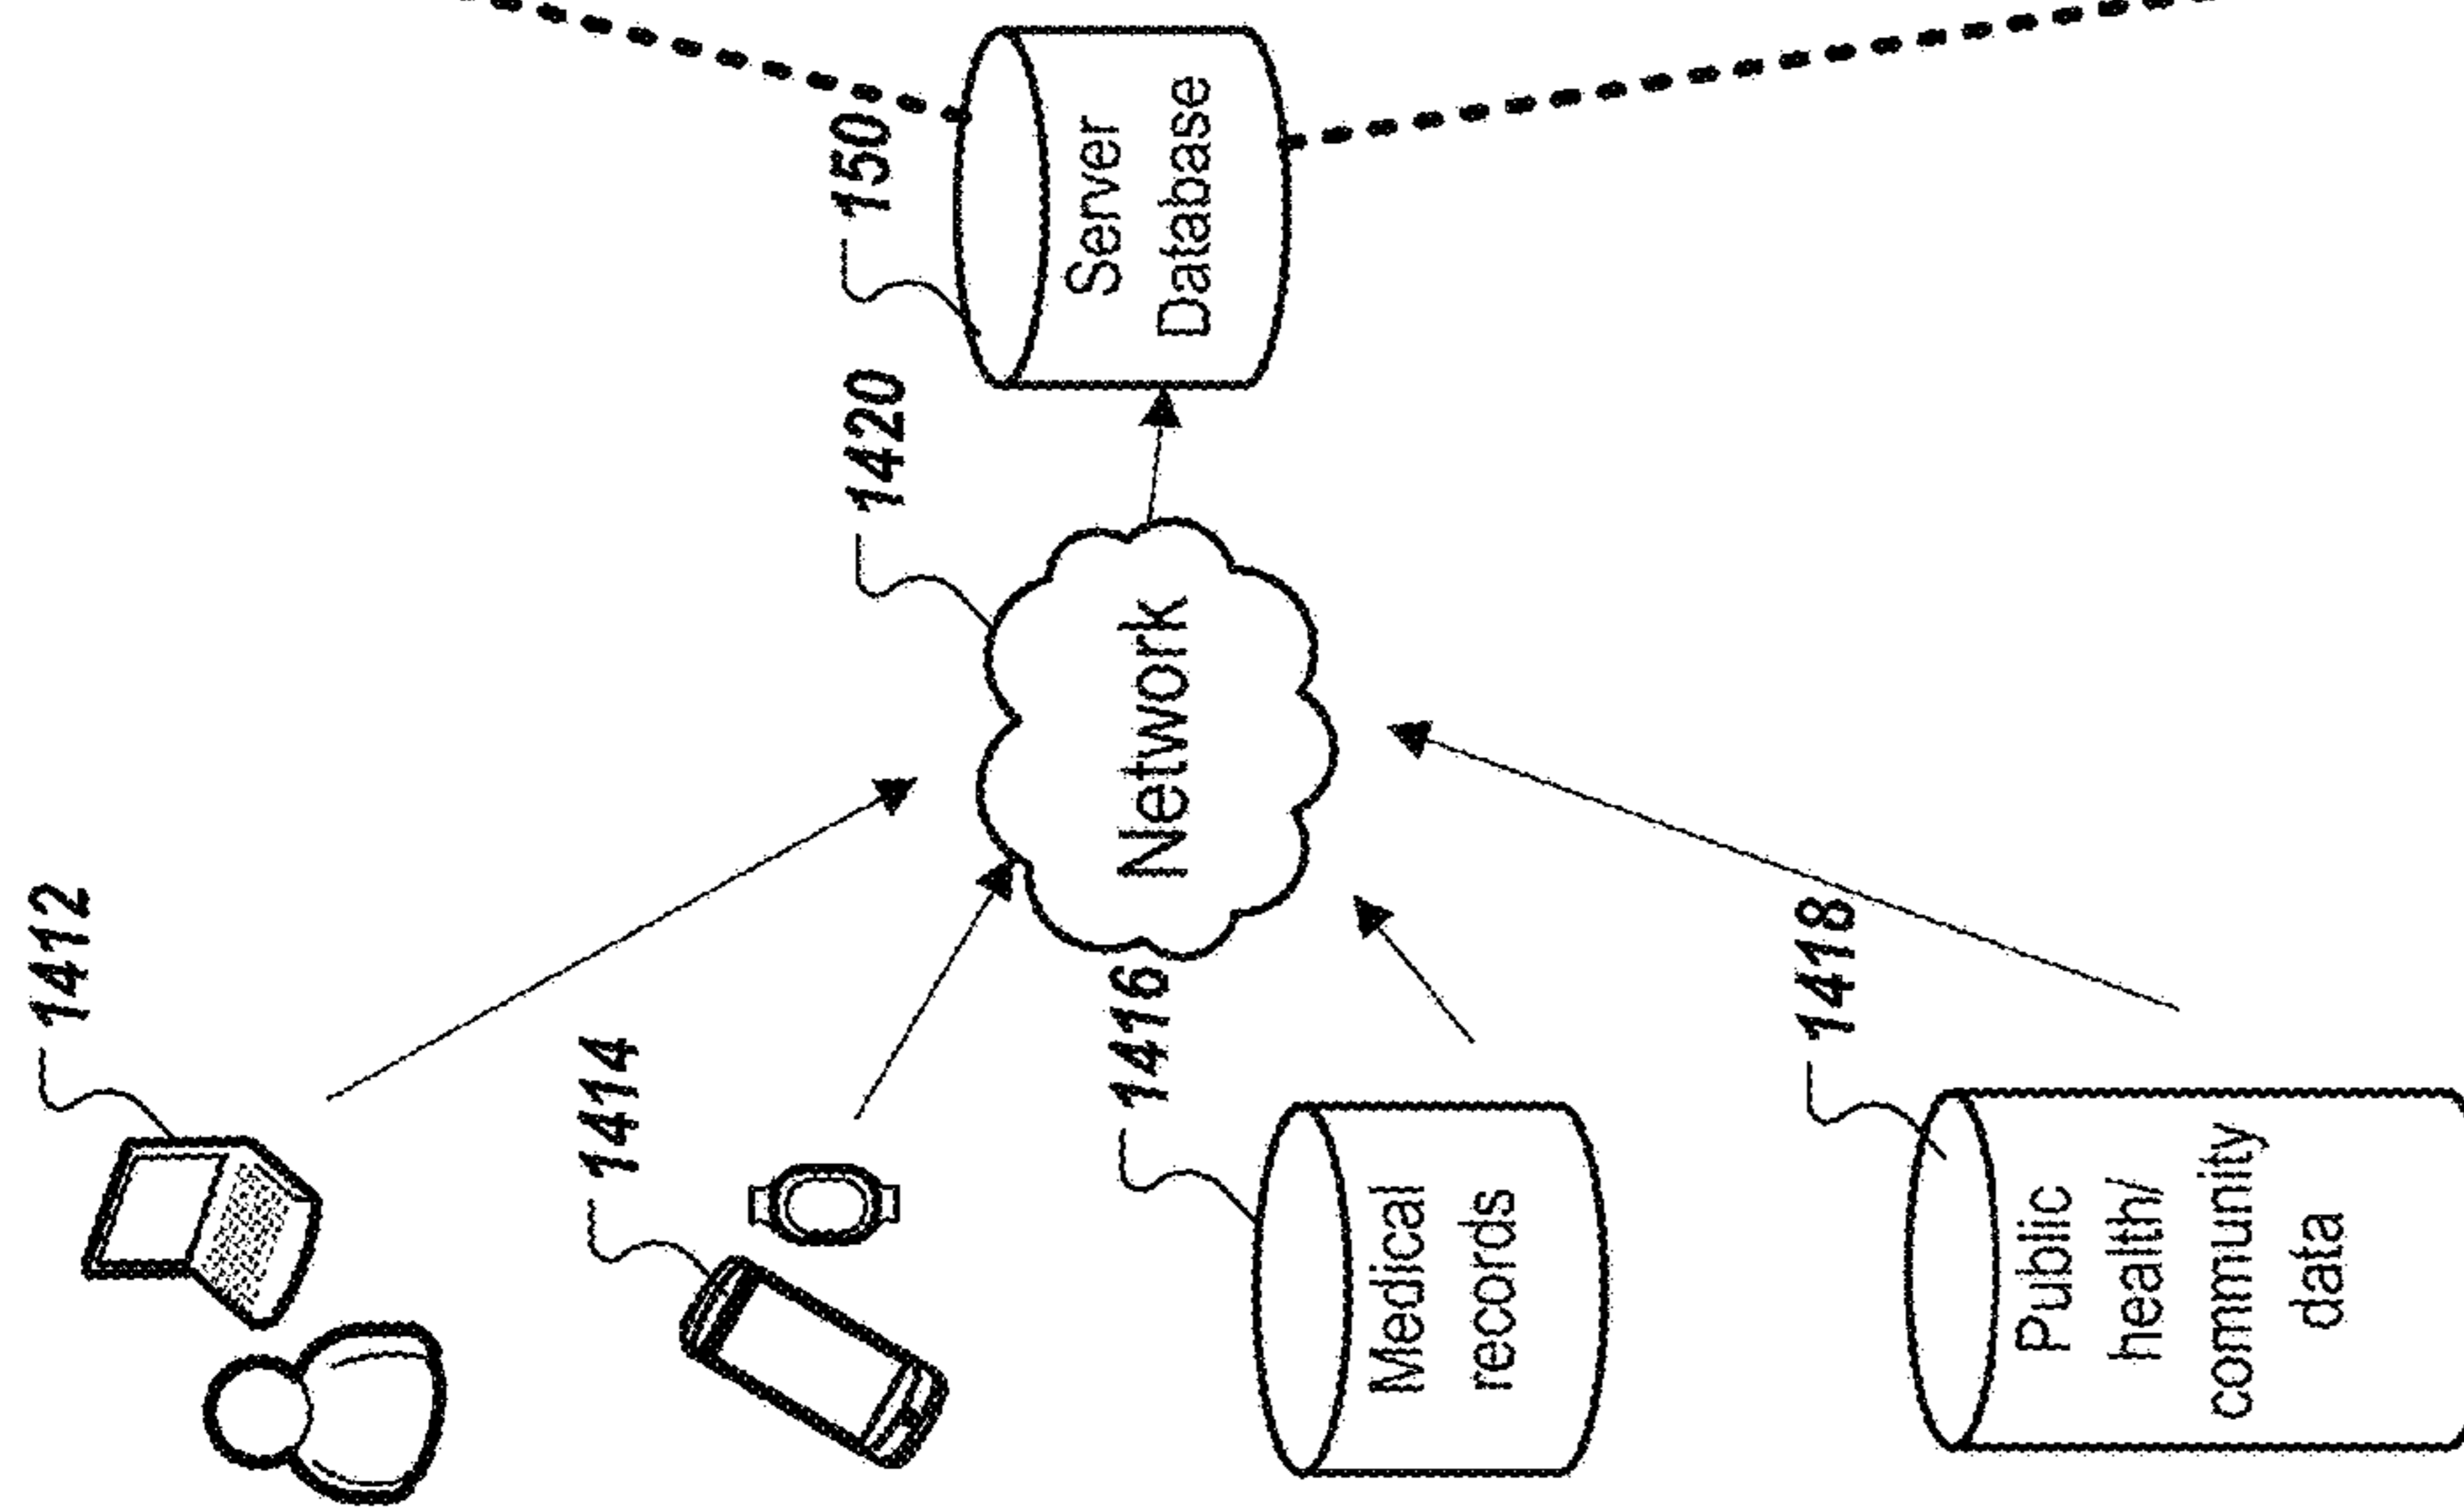 1412
1414
1420
150
Server
Database
Network
1416
Medical
records
1418
Public
health/
community
data